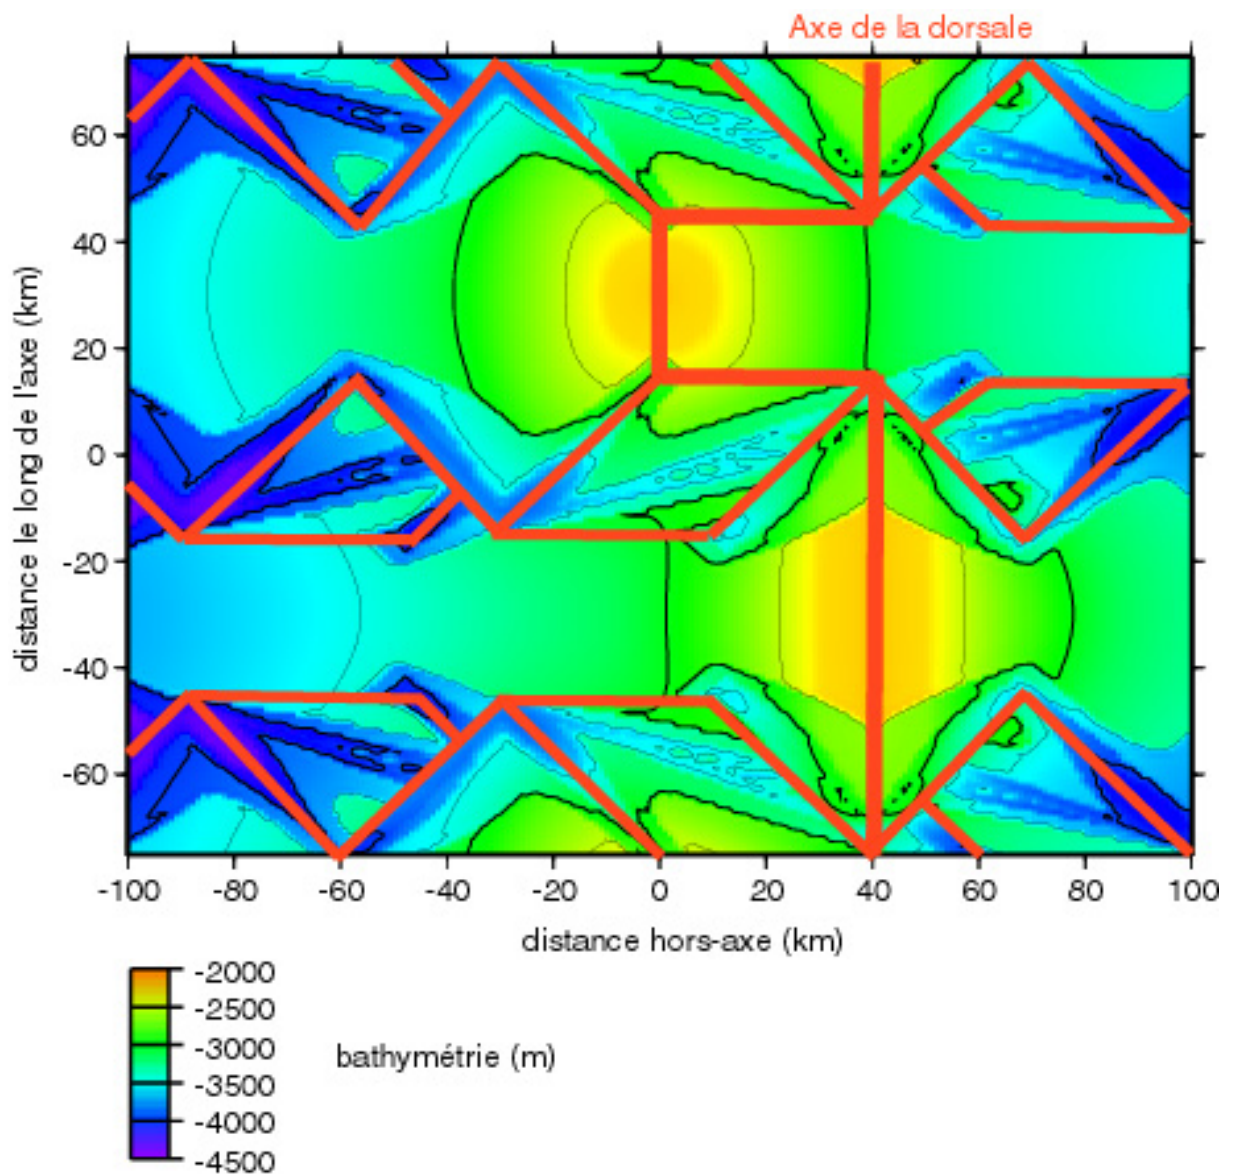 Axe de la dorsale
distance le long de l'axe (km)
60
40
20
0
-20
-40
-60
-100 -80 -60 -40 -20 0 20 40 60 80 100
distance hors-axe (km)
-2000
-2500
-3000
-3500
-4000
-4500
bathymétrie (m)